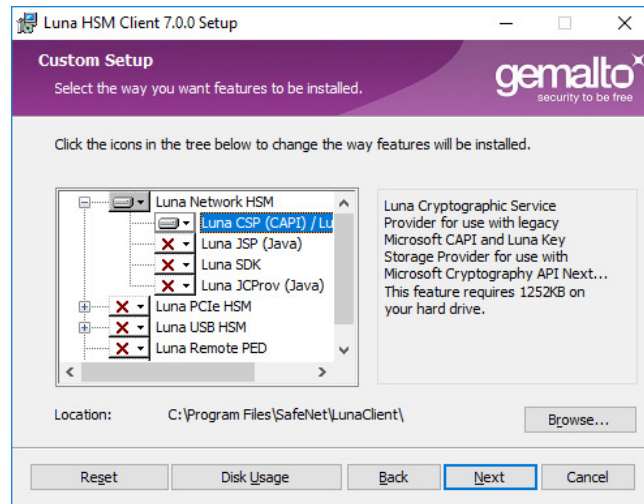 Luna HSM Client 7.0.0 Setup
Custom Setup
Select the way you want features to be installed.
gemalto
security to be free
Click the icons in the tree below to change the way features will be installed.
Luna Network HSM
Luna CSP (CAPI) / Lu
Luna JSP (Java)
Luna SDK
Luna JCProv (Java)
Luna PCIe HSM
Luna USB HSM
Luna Remote PED
Luna Cryptographic Service
Provider for use with legacy
Microsoft CAPI and Luna Key
Storage Provider for use with
Microsoft Cryptography API Next...
This feature requires 1252KB on
your hard drive.
Location: C:\Program Files\SafeNet\LunaClient\
Browse...
Reset Disk Usage Back Next Cancel